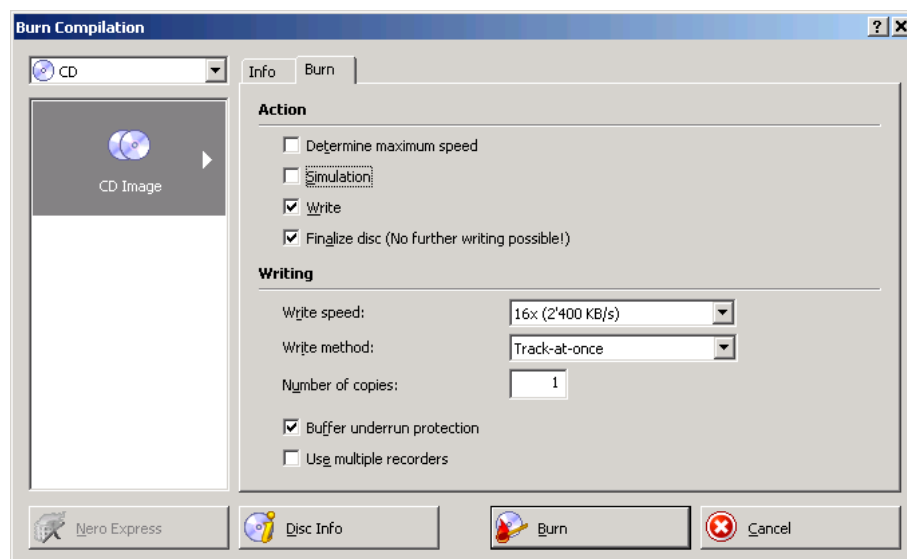 Burn Compilation
CD
Info Burn
CD Image
Action
Determine maximum speed
Simulation
Write
Finalize disc (No further writing possible!)
Writing
Write speed: 16x (2'400 KB/s)
Write method: Track-at-once
Number of copies: 1
Buffer underrun protection
Use multiple recorders
Nero Express Disc Info Burn Cancel